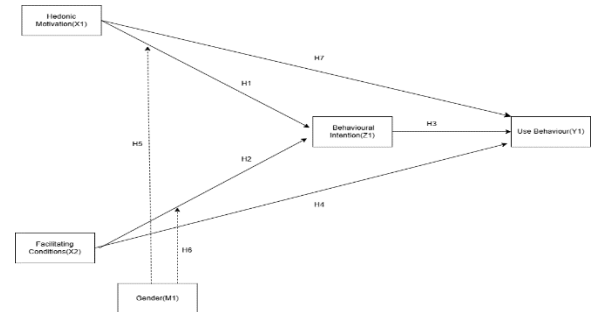 Hedonic
Motivation(X1)
H7
H1
Behavioural
Intention(Z1)
H3
Use Behaviour(Y1)
H5
H2
H4
Facilitating
Conditions(X2)
H6
Gender(M1)